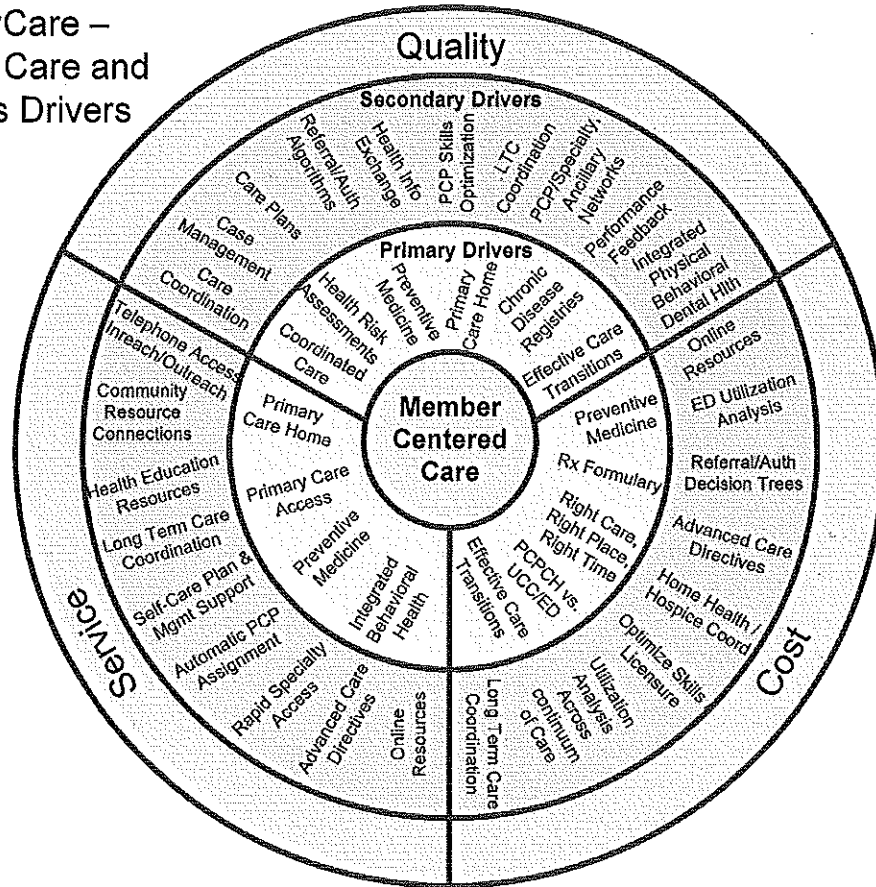 Care –
Care and
s Drivers
Quality
Secondary Drivers
Care
Coordination
Case
Management
Care Plans
Referral/Auth
Algorithms
Health Info
Exchange
PCP Skills
Optimization
LTC
Coordination
PCP/Specialty,
Ancillary
Networks
Performance
Feedback
Integrated
Physical
Behavioral
Dental Hlth
Primary Drivers
Coordinated
Care
Health Risk
Assessments
Preventive
Medicine
Primary
Care Home
Chronic
Disease
Registries
Effective Care
Transitions
Member
Centered
Care
Cost
Preventive
Medicine
Rx Formulary
Right Care,
Right Place,
Right Time
PCPCH vs.
UCC/ED
Effective Care
Transitions
Online
Resources
ED Utilization
Analysis
Referral/Auth
Decision Trees
Advanced Care
Directives
Home Health /
Hospice Coord
Optimize Skills
Licensure
Utilization
Analysis
Across
continuum
of Care
Long Term Care
Coordination
Service
Primary
Care Home
Primary Care
Access
Preventive
Medicine
Integrated
Behavioral
Health
Telephone Access
Inreach/Outreach
Community
Resource
Connections
Health Education
Resources
Long Term Care
Coordination
Self-Care Plan &
Mgmt Support
Automatic PCP
Assignment
Rapid Specialty
Access
Advanced Care
Directives
Online
Resources